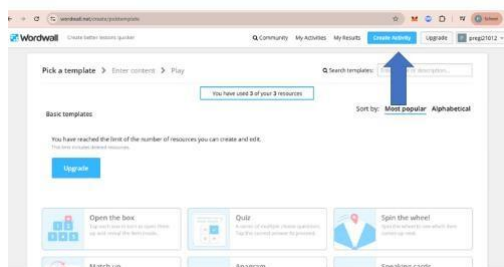 wordwall.net/create/picktemplate
Wordwall Create better lessons quicker
Community My Activities My Results Create Activity Upgrade
Pick a template > Enter content > Play
Search templates:
You have used 3 of your 3 resources
Basic templates
Sort by: Most popular Alphabetical
You have reached the limit of the number of resources you can create and edit.
This limit includes deleted resources.
Upgrade
Open the box
Quiz
Spin the wheel
Match up
Anagram
Speaking cards